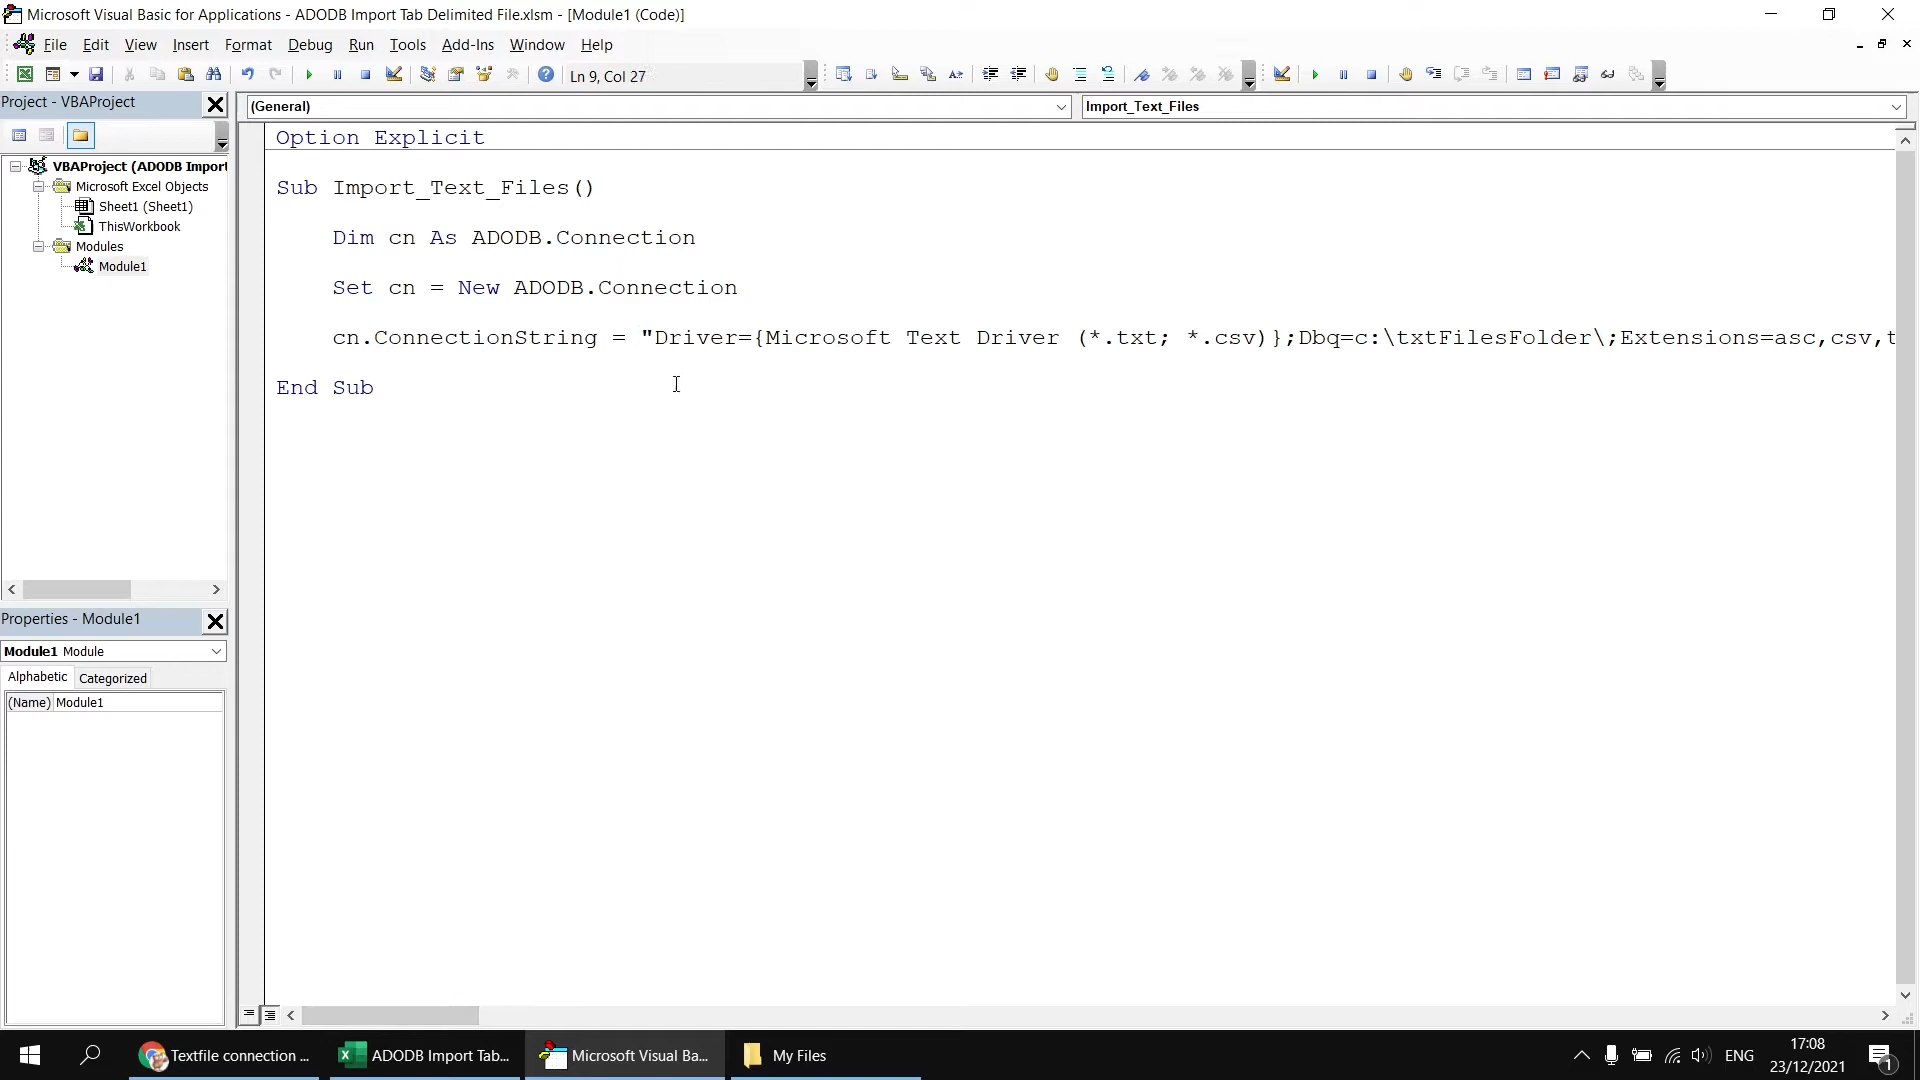 Microsoft Visual Basic for Applications - ADODB Import Tab Delimited File.xlsm - [Module1 (Code)]
File Edit View Insert Format Debug Run Tools Add-Ins Window Help
Ln 9, Col 27
Project - VBAProject
(General)
Import_Text_Files
VBAProject (ADODB Import
Microsoft Excel Objects
Sheet1 (Sheet1)
ThisWorkbook
Modules
Module1
Option Explicit
Sub Import_Text_Files()
Dim cn As ADODB.Connection
Set cn = New ADODB.Connection
cn.ConnectionString = "Driver={Microsoft Text Driver (*.txt; *.csv)};Dbq=c:\txtFilesFolder\;Extensions=asc,csv,t
End Sub
Properties - Module1
Module1 Module
Alphabetic Categorized
(Name) Module1
Textfile connection ...
ADODB Import Tab...
Microsoft Visual Ba...
My Files
ENG
17:08
23/12/2021
1